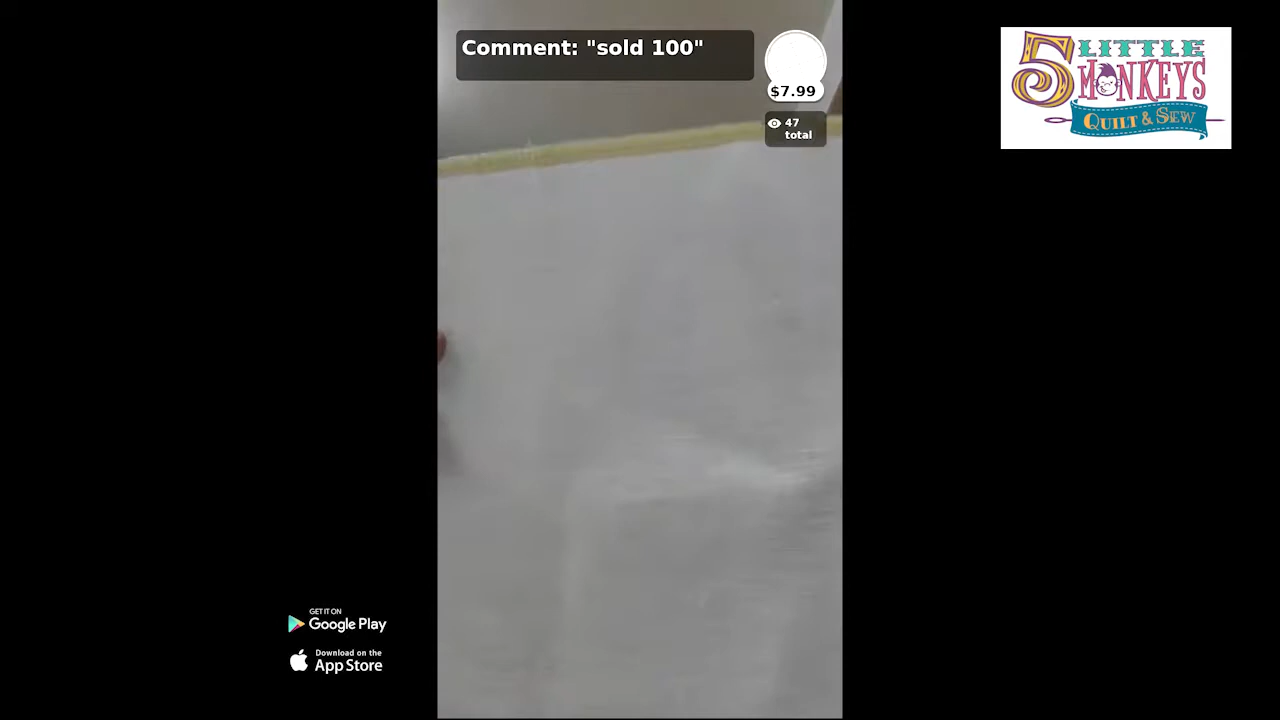 Comment: "sold 100"
$7.99
47
total
5 LITTLE
MONKEYS
QUILT & SEW
GET IT ON
Google Play
Download on the
App Store